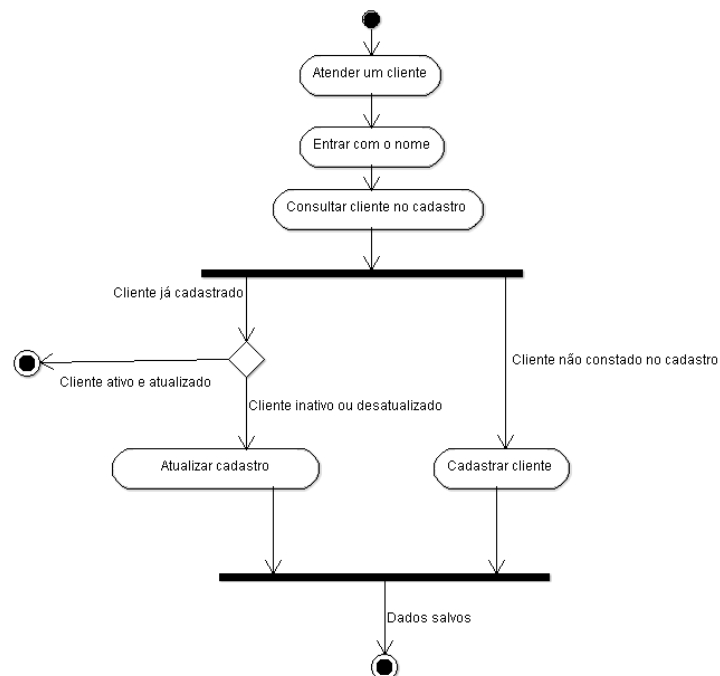 Atender um cliente
Entrar com o nome
Consultar cliente no cadastro
Cliente já cadastrado
Cliente não constado no cadastro
Cliente ativo e atualizado
Cliente inativo ou desatualizado
Atualizar cadastro
Cadastrar cliente
Dados salvos